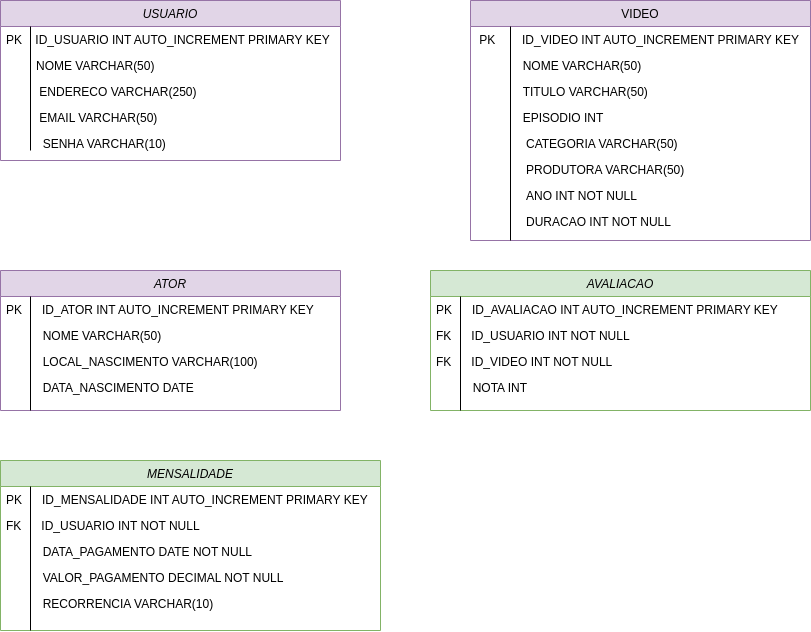 USUARIO
PK ID_USUARIO INT AUTO_INCREMENT PRIMARY KEY
NOME VARCHAR(50)
ENDERECO VARCHAR(250)
EMAIL VARCHAR(50)
SENHA VARCHAR(10)
VIDEO
PK ID_VIDEO INT AUTO_INCREMENT PRIMARY KEY
NOME VARCHAR(50)
TITULO VARCHAR(50)
EPISODIO INT
CATEGORIA VARCHAR(50)
PRODUTORA VARCHAR(50)
ANO INT NOT NULL
DURACAO INT NOT NULL
ATOR
PK ID_ATOR INT AUTO_INCREMENT PRIMARY KEY
NOME VARCHAR(50)
LOCAL_NASCIMENTO VARCHAR(100)
DATA_NASCIMENTO DATE
AVALIACAO
PK ID_AVALIACAO INT AUTO_INCREMENT PRIMARY KEY
FK ID_USUARIO INT NOT NULL
FK ID_VIDEO INT NOT NULL
NOTA INT
MENSALIDADE
PK ID_MENSALIDADE INT AUTO_INCREMENT PRIMARY KEY
FK ID_USUARIO INT NOT NULL
DATA_PAGAMENTO DATE NOT NULL
VALOR_PAGAMENTO DECIMAL NOT NULL
RECORRENCIA VARCHAR(10)